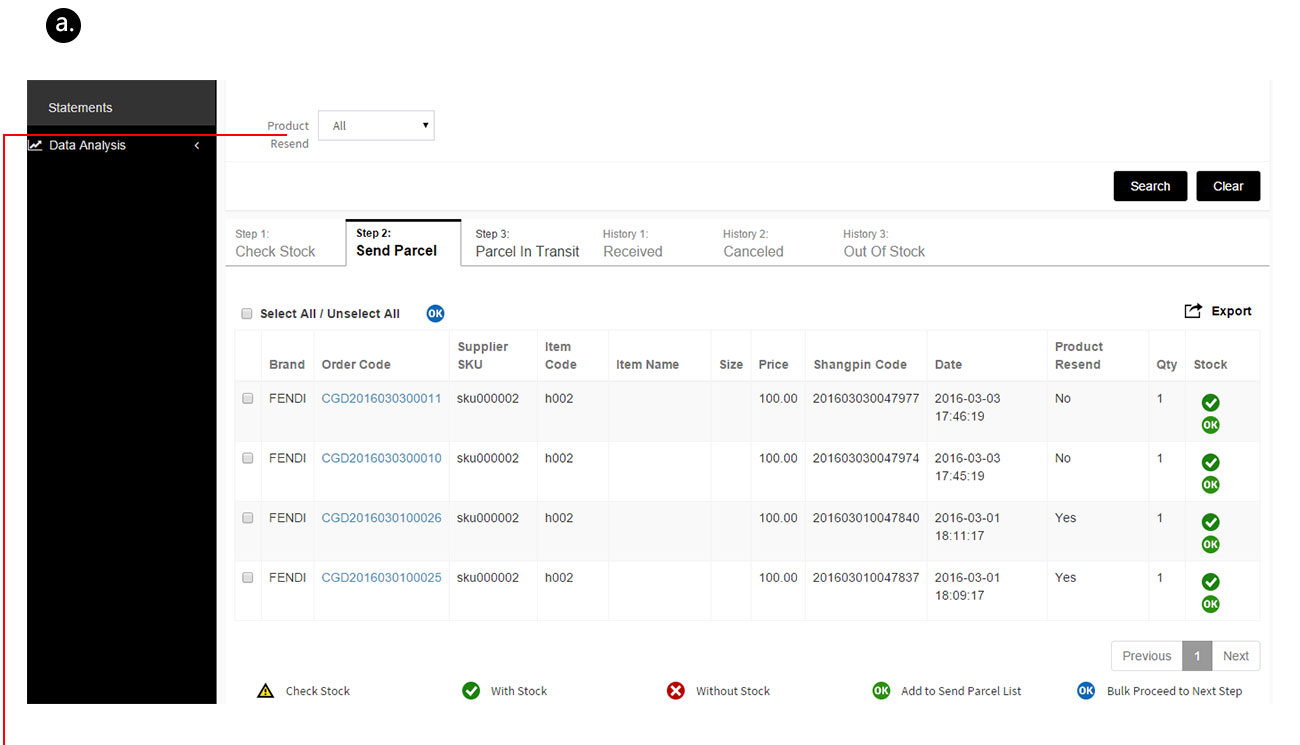 a.
Statements
Data Analysis
Product
Resend
All
Search
Clear
Step 1:
Check Stock
Step 2:
Send Parcel
Step 3:
Parcel In Transit
History 1:
Received
History 2:
Canceled
History 3:
Out Of Stock
Select All / Unselect All OK
Export
Brand Order Code Supplier SKU Item Code Item Name Size Price Shangpin Code Date Product Resend Qty Stock
FENDI CGD2016030300011 sku000002 h002 100.00 201603030047977 2016-03-03 No 1
17:46:19 OK
FENDI CGD2016030300010 sku000002 h002 100.00 201603030047974 2016-03-03 No 1
17:45:19 OK
FENDI CGD2016030100026 sku000002 h002 100.00 201603010047840 2016-03-01 Yes 1
18:11:17 OK
FENDI CGD2016030100025 sku000002 h002 100.00 201603010047837 2016-03-01 Yes 1
18:09:17 OK
Previous 1 Next
Check Stock With Stock Without Stock OK Add to Send Parcel List OK Bulk Proceed to Next Step